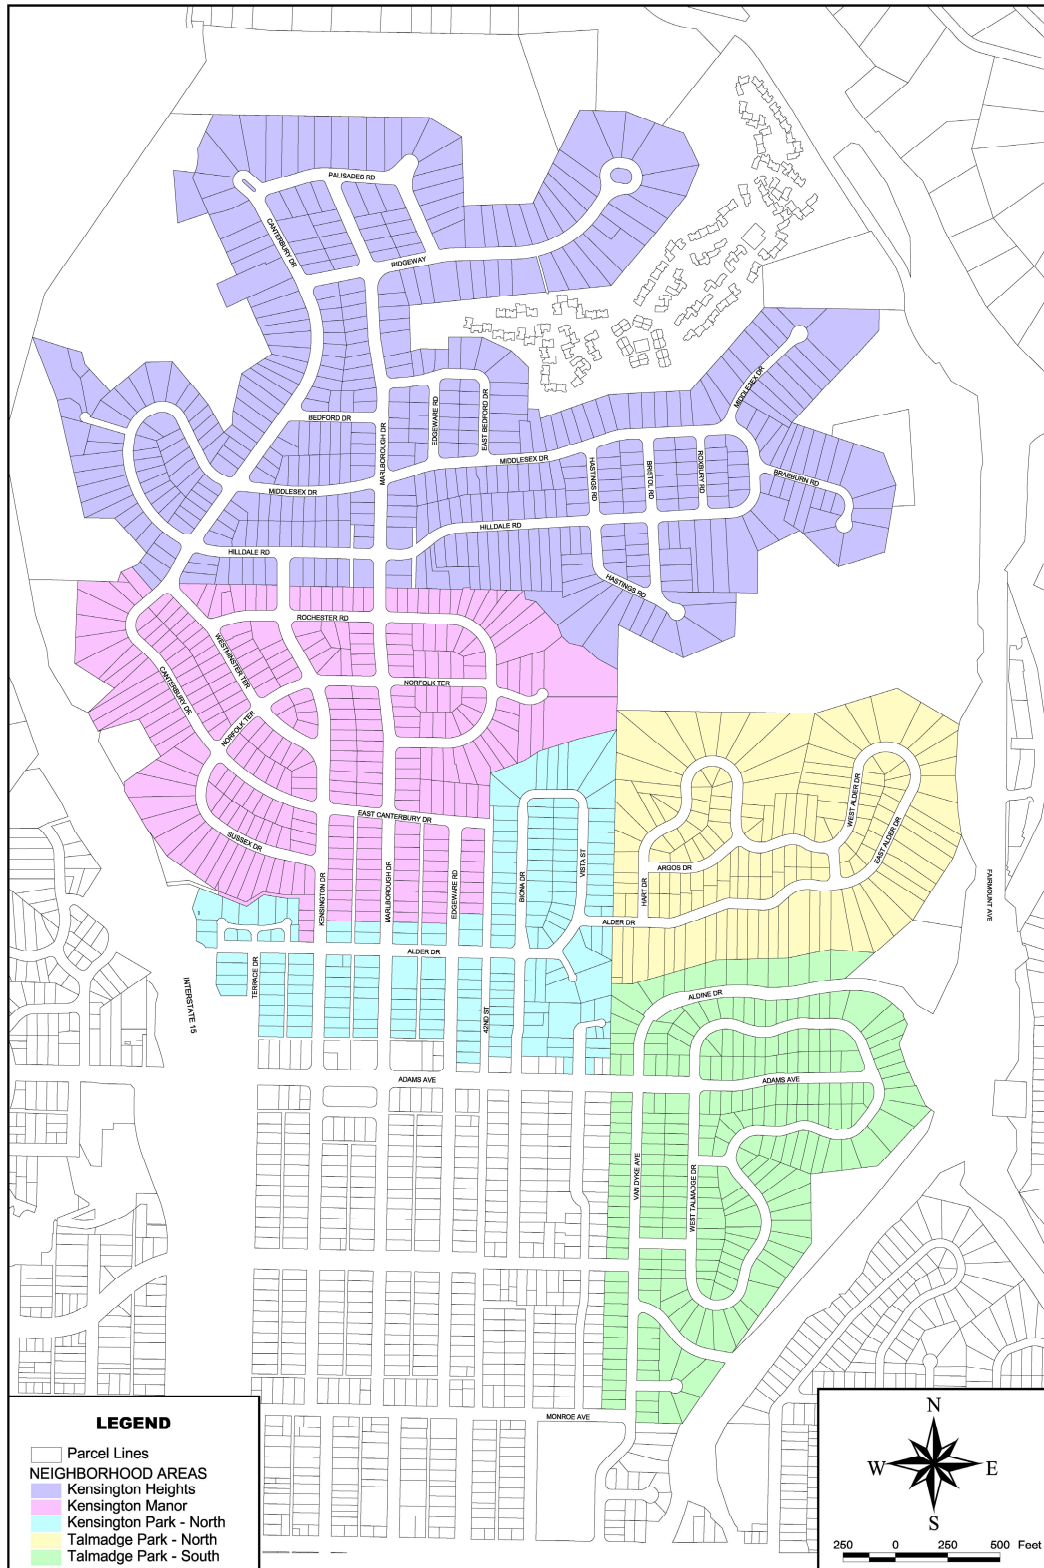 PALISADES RD
CANTERBURY DR
RIDGEWAY
MIDDLESEX DR
BEDFORD DR
MARLBOROUGH DR
EDGEWARE RD
EAST BEDFORD DR
MIDDLESEX DR
HASTINGS RD
BRISTOL RD
ROXBURY RD
BRAEBURN RD
MIDDLESEX DR
HILLDALE RD
HILLDALE RD
HASTINGS RD
ROCHESTER RD
WESTMINSTER TER
CANTERBURY DR
NORFOLK TER
NORFOLK TER
EAST CANTERBURY DR
SUSSEX DR
KENSINGTON DR
MARLBOROUGH DR
EDGEWARE RD
BIONA DR
VISTA ST
HART DR
ARGOS DR
WEST ALDER DR
EAST ALDER DR
FAIRMOUNT AVE
ALDER DR
ALDER DR
TERRACE DR
INTERSTATE 15
42ND ST
ALDINE DR
ADAMS AVE
ADAMS AVE
VAN DYKE AVE
WEST TALMADGE DR
MONROE AVE
LEGEND
Parcel Lines
NEIGHBORHOOD AREAS
Kensington Heights
Kensington Manor
Kensington Park - North
Talmadge Park - North
Talmadge Park - South
N
W
E
S
250 0 250 500 Feet